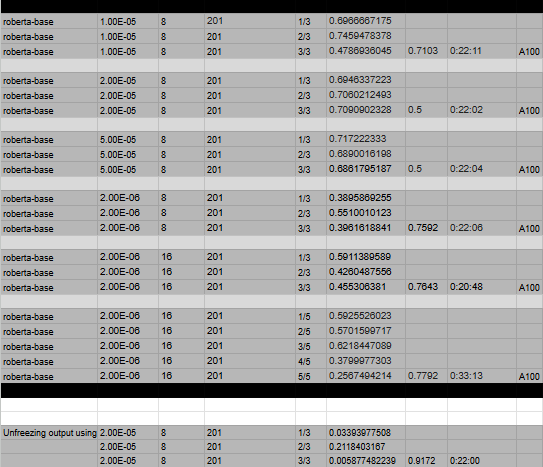 roberta-base 1.00E-05 8 201 1/3 0.6966667175
roberta-base 1.00E-05 8 201 2/3 0.7459478378
roberta-base 1.00E-05 8 201 3/3 0.4786936045 0.7103 0:22:11 A100
roberta-base 2.00E-05 8 201 1/3 0.6946337223
roberta-base 2.00E-05 8 201 2/3 0.7060212493
roberta-base 2.00E-05 8 201 3/3 0.7090902328 0.5 0:22:02 A100
roberta-base 5.00E-05 8 201 1/3 0.717222333
roberta-base 5.00E-05 8 201 2/3 0.6890016198
roberta-base 5.00E-05 8 201 3/3 0.6861795187 0.5 0:22:04 A100
roberta-base 2.00E-06 8 201 1/3 0.3895869255
roberta-base 2.00E-06 8 201 2/3 0.5510010123
roberta-base 2.00E-06 8 201 3/3 0.3961618841 0.7592 0:22:06 A100
roberta-base 2.00E-06 16 201 1/3 0.5911389589
roberta-base 2.00E-06 16 201 2/3 0.4260487556
roberta-base 2.00E-06 16 201 3/3 0.455306381 0.7643 0:20:48 A100
roberta-base 2.00E-06 16 201 1/5 0.5925526023
roberta-base 2.00E-06 16 201 2/5 0.5701599717
roberta-base 2.00E-06 16 201 3/5 0.6218447089
roberta-base 2.00E-06 16 201 4/5 0.3799977303
roberta-base 2.00E-06 16 201 5/5 0.2567494214 0.7792 0:33:13 A100
Unfreezing output using 2.00E-05 8 201 1/3 0.03393977508
2.00E-05 8 201 2/3 0.2118403167
2.00E-05 8 201 3/3 0.005877482239 0.9172 0:22:00